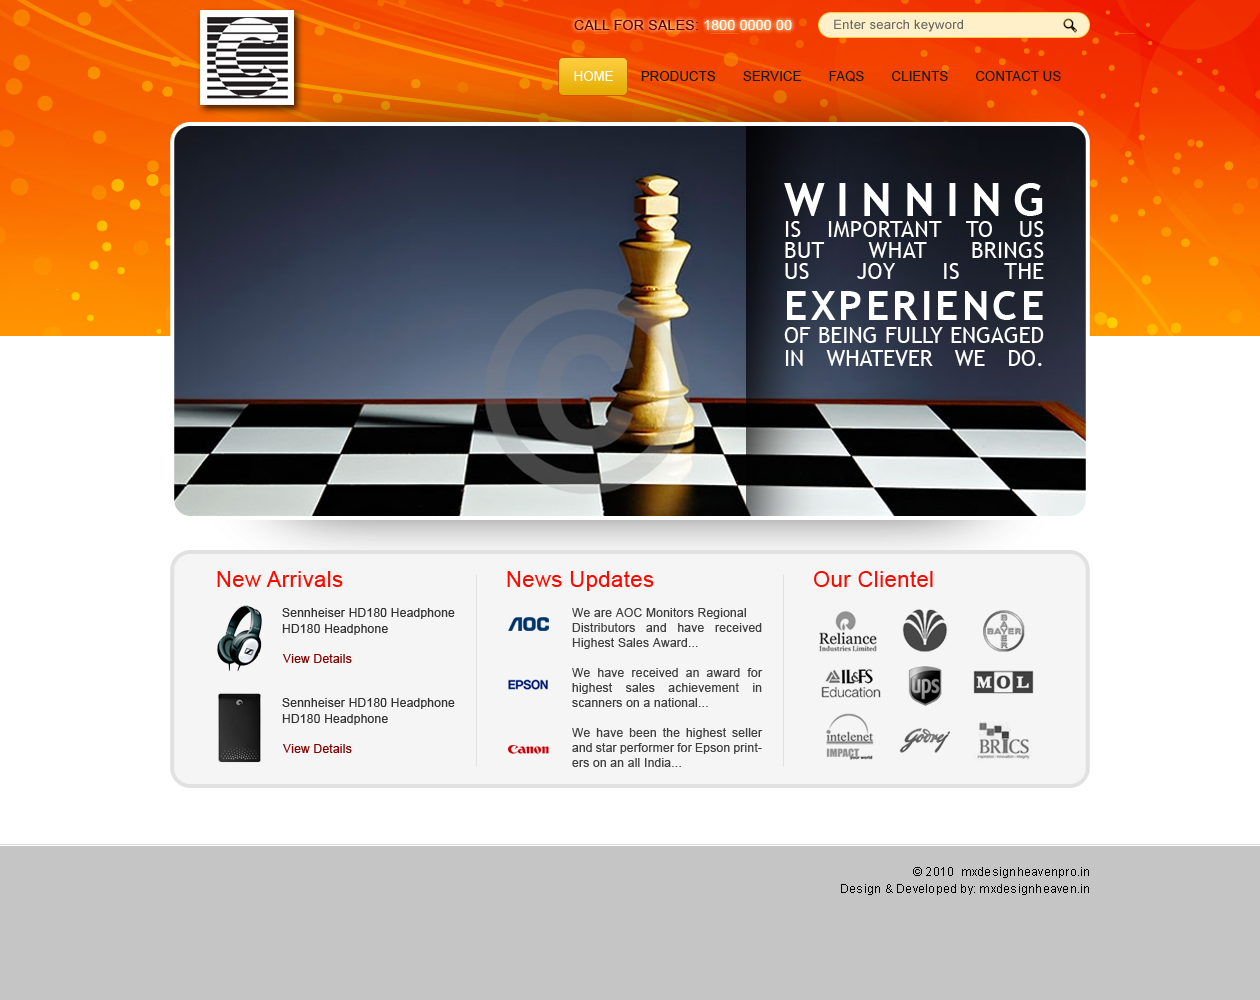 CALL FOR SALES: 1800 0000 00
Enter search keyword
C
HOME PRODUCTS SERVICE FAQS CLIENTS CONTACT US
WINNING
IS IMPORTANT TO US
BUT WHAT BRINGS
US JOY IS THE
EXPERIENCE
OF BEING FULLY ENGAGED
IN WHATEVER WE DO.
©
New Arrivals
Sennheiser HD180 Headphone
HD180 Headphone
View Details
Sennheiser HD180 Headphone
HD180 Headphone
View Details
News Updates
AOC
We are AOC Monitors Regional
Distributors and have received
Highest Sales Award...
EPSON
We have received an award for
highest sales achievement in
scanners on a national...
Canon
We have been the highest seller
and star performer for Epson print-
ers on an all India...
Our Clientel
Reliance
Industries Limited
BAYER
BAYER
IL&FS
Education
ups
MOL
intelenet
IMPACT
your world
Godrej
BRICS
© 2010 mxdesignheavenpro.in
Design & Developed by: mxdesignheaven.in